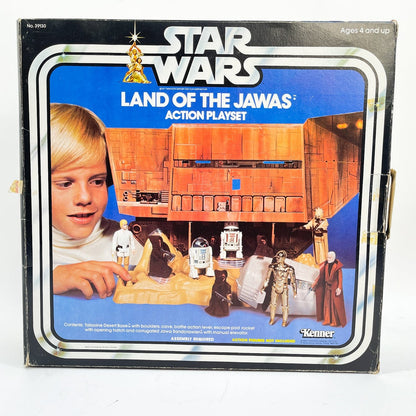 No. 39130
Ages 4 and up
STAR
WARS
LAND OF THE JAWAS™
ACTION PLAYSET
Contents: Tatooine Desert Base with boulders, cave, battle action lever, escape pod rocket
with opening hatch and corrugated Jawa Sandcrawler, with manual elevator.
ASSEMBLY REQUIRED
ACTION FIGURES NOT INCLUDED
Kenner